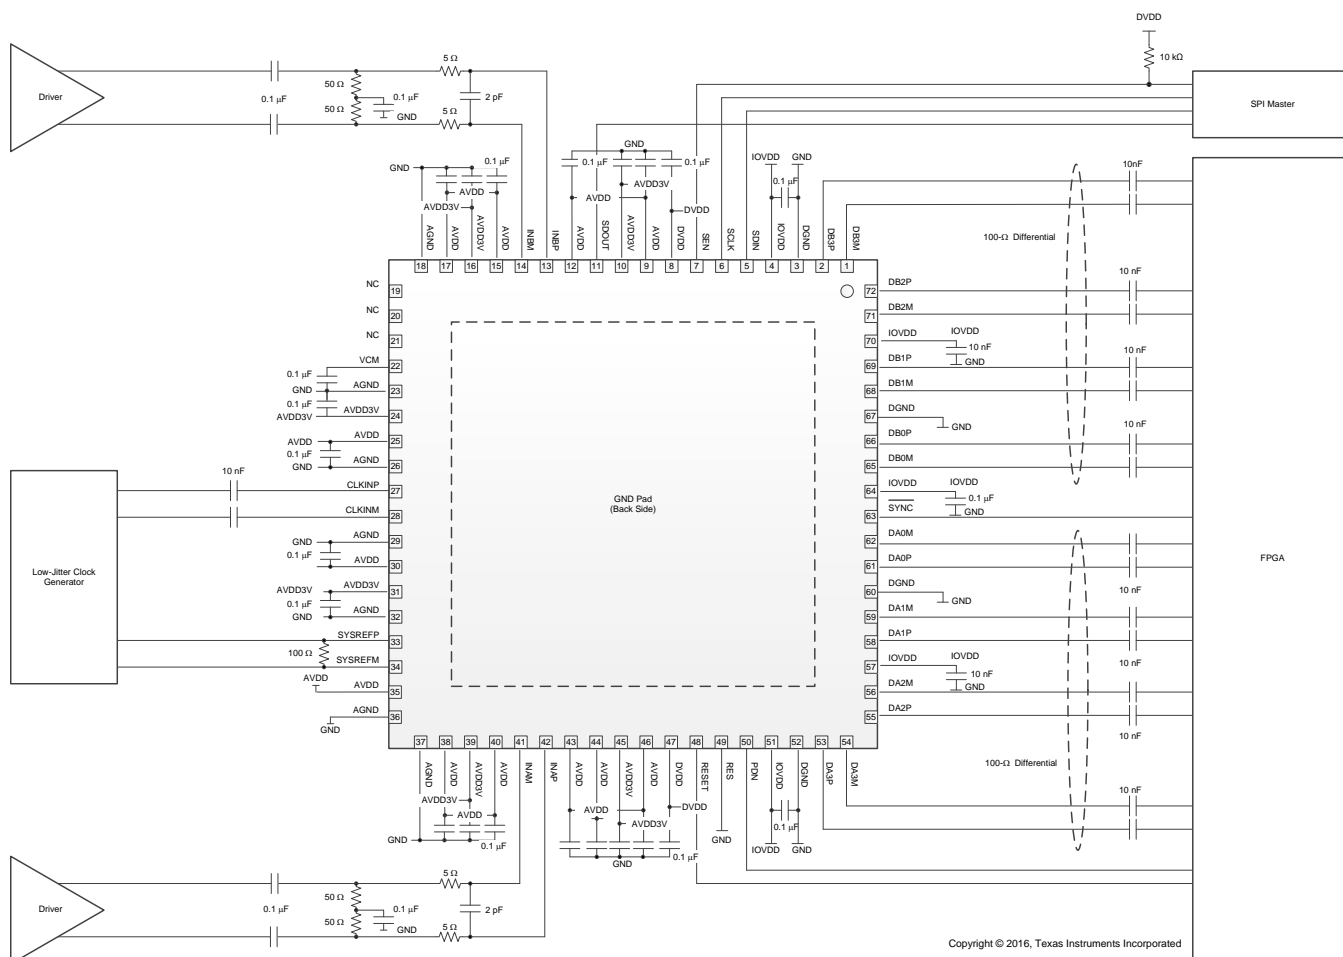 DVDD
10 kΩ
SPI Master
Driver
0.1 µF
50 Ω
50 Ω
5 Ω
5 Ω
0.1 µF
GND
2 pF
GND
0.1 µF
AVDD
AVDD3V
GND
0.1 µF
0.1 µF
AVDD3V
AVDD
DVDD
IOVDD
GND
0.1 µF
AGND
AVDD
AVDD3V
AVDD
INBM
INBP
AVDD
SDOUT
AVDD3V
AVDD
DVDD
SEN
SCLK
SDIN
IOVDD
DGND
DB3P
DB3M
18
17
16
15
14
13
12
11
10
9
8
7
6
5
4
3
2
1
10nF
100-Ω Differential
NC
19
NC
20
NC
21
VCM
22
0.1 µF
GND
AGND
23
0.1 µF
AVDD3V
AVDD3V
24
AVDD
AVDD
25
0.1 µF
GND
AGND
26
10 nF
CLKINP
27
CLKINM
28
GND
AGND
29
0.1 µF
AVDD
30
AVDD3V
AVDD3V
31
0.1 µF
GND
AGND
32
SYSREFP
33
100 Ω
SYSREFM
34
AVDD
AVDD
35
AGND
36
GND
Low-Jitter Clock
Generator
GND Pad
(Back Side)
72
DB2P
10 nF
71
DB2M
70
IOVDD
IOVDD
10 nF
GND
69
DB1P
10 nF
68
DB1M
67
DGND
GND
66
DB0P
10 nF
65
DB0M
64
IOVDD
IOVDD
0.1 µF
GND
63
SYNC
62
DA0M
61
DA0P
10 nF
60
DGND
GND
59
DA1M
58
DA1P
10 nF
57
IOVDD
IOVDD
10 nF
GND
56
DA2M
55
DA2P
10 nF
FPGA
37
38
39
40
41
42
43
44
45
46
47
48
49
50
51
52
53
54
AGND
AVDD
AVDD3V
AVDD
INAM
INAP
AVDD
AVDD
AVDD3V
AVDD
DVDD
RESET
RES
PDN
IOVDD
DGND
DA3P
DA3M
100-Ω Differential
10 nF
AVDD3V
AVDD
GND
0.1 µF
AVDD
AVDD3V
DVDD
GND
0.1 µF
GND
0.1 µF
IOVDD
GND
Driver
0.1 µF
50 Ω
50 Ω
5 Ω
5 Ω
0.1 µF
GND
2 pF
Copyright © 2016, Texas Instruments Incorporated